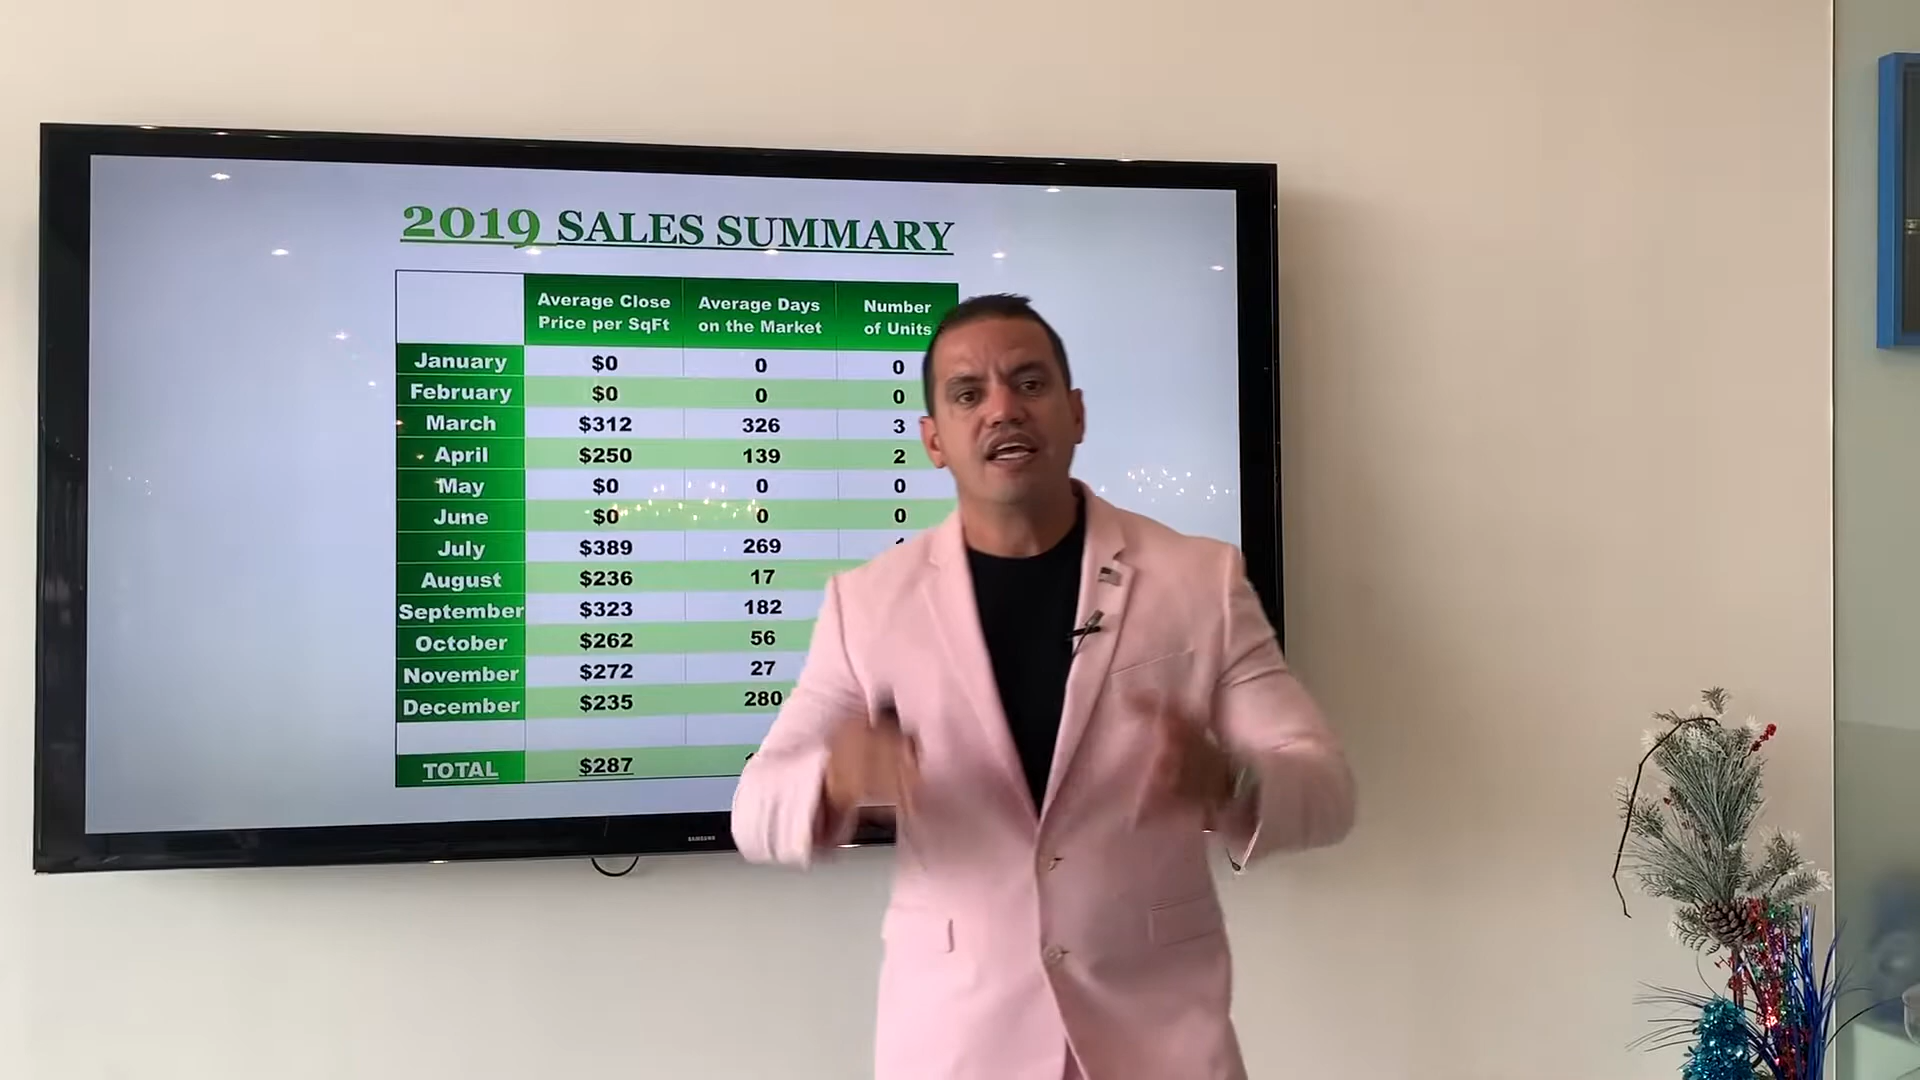 2019 SALES SUMMARY
Average Close Price per SqFt Average Days on the Market Number of Units
January $0 0 0
February $0 0 0
March $312 326 3
April $250 139 2
May $0 0 0
June $0 0 0
July $389 269
August $236 17
September $323 182
October $262 56
November $272 27
December $235 280
TOTAL $287
SAMSUNG